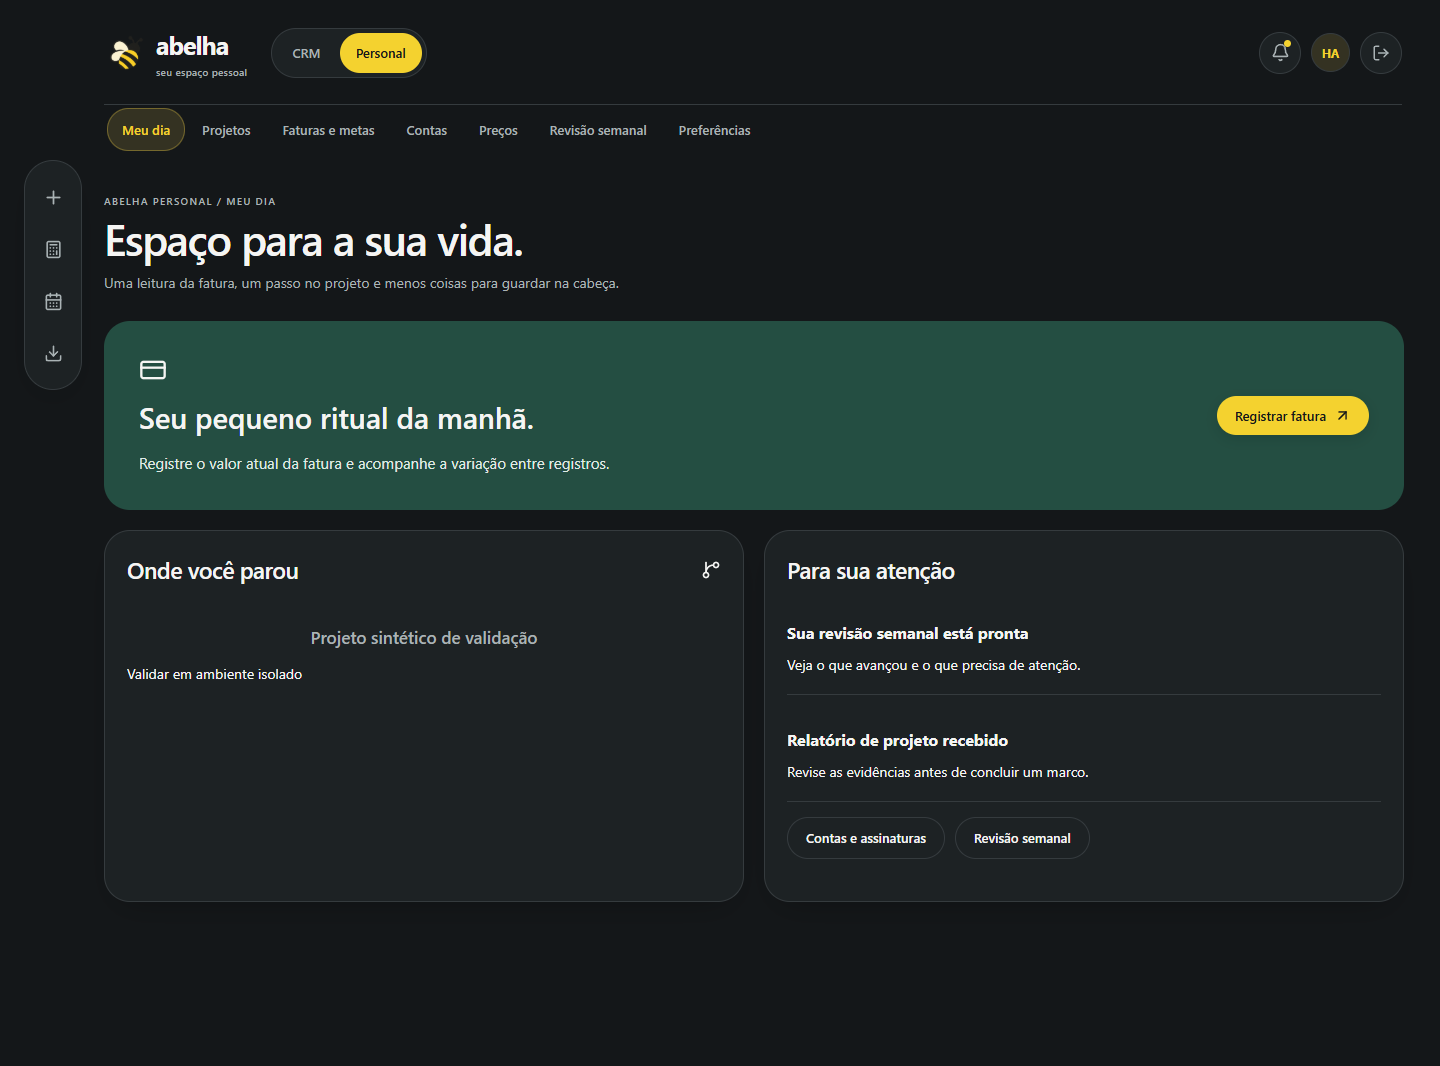 abelha
seu espaço pessoal
CRM
Personal
HA
Meu dia
Projetos
Faturas e metas
Contas
Preços
Revisão semanal
Preferências
ABELHA PERSONAL / MEU DIA
Espaço para a sua vida.
Uma leitura da fatura, um passo no projeto e menos coisas para guardar na cabeça.
Seu pequeno ritual da manhã.
Registre o valor atual da fatura e acompanhe a variação entre registros.
Registrar fatura
Onde você parou
Projeto sintético de validação
Validar em ambiente isolado
Para sua atenção
Sua revisão semanal está pronta
Veja o que avançou e o que precisa de atenção.
Relatório de projeto recebido
Revise as evidências antes de concluir um marco.
Contas e assinaturas
Revisão semanal